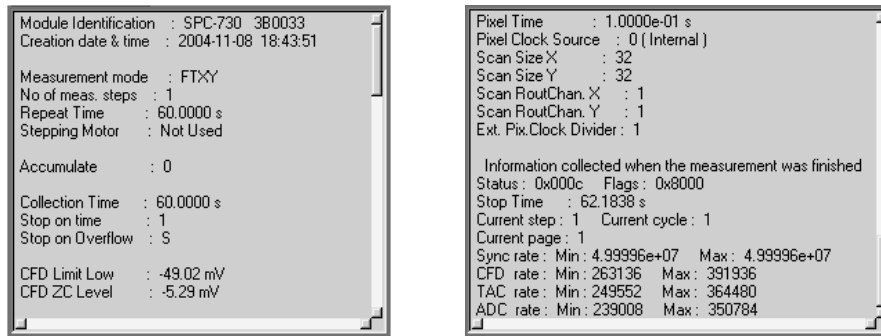 Module Identification : SPC-730 3B0033
Creation date & time : 2004-11-08 18:43:51
Measurement mode : FTXY
No of meas. steps : 1
Repeat Time : 60.0000 s
Stepping Motor : Not Used
Accumulate : 0
Collection Time : 60.0000 s
Stop on time : 1
Stop on Overflow : S
CFD Limit Low : -49.02 mV
CFD ZC Level : -5.29 mV
Pixel Time : 1.0000e-01 s
Pixel Clock Source : 0 ( Internal )
Scan Size X : 32
Scan Size Y : 32
Scan RoutChan. X : 1
Scan RoutChan. Y : 1
Ext. Pix.Clock Divider : 1
Information collected when the measurement was finished
Status : 0x000c Flags : 0x8000
Stop Time : 62.1838 s
Current step : 1 Current cycle : 1
Current page : 1
Sync rate : Min : 4.99996e+07 Max : 4.99996e+07
CFD rate : Min : 263136 Max : 391936
TAC rate : Min : 249552 Max : 364480
ADC rate : Min : 239008 Max : 350784